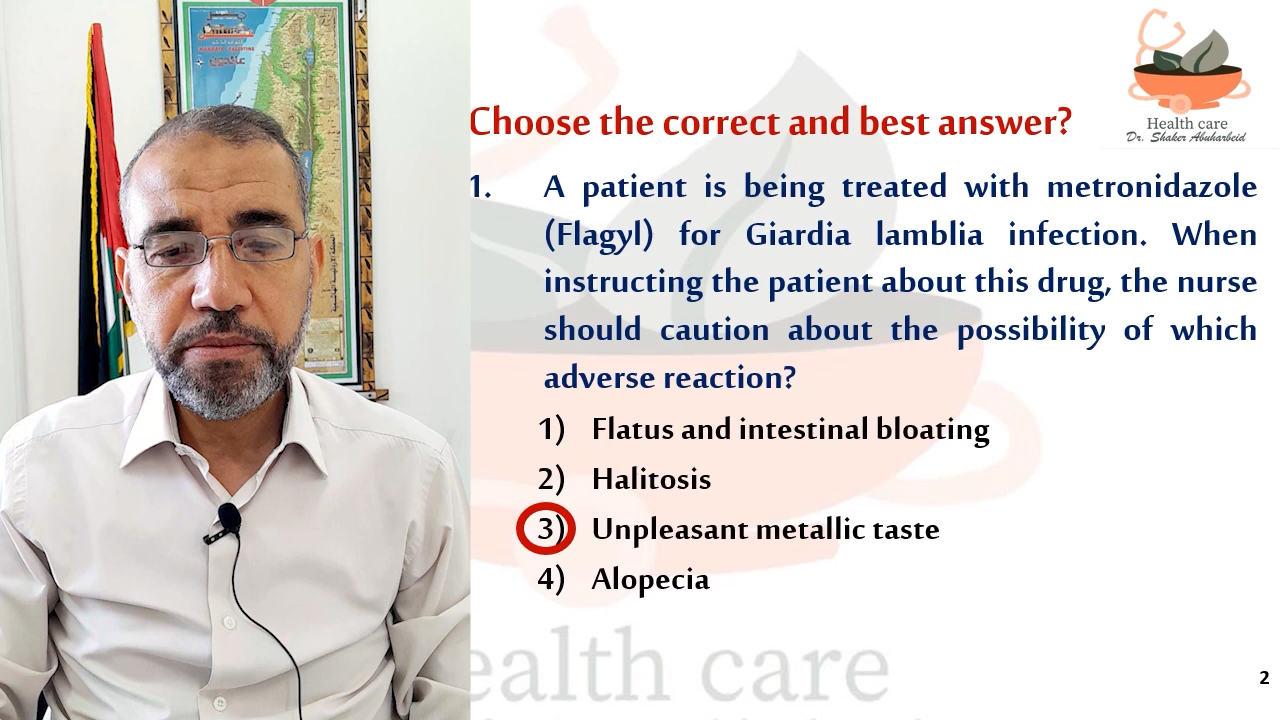 Health care
Dr. Shaker Abuharbeid
Choose the correct and best answer?
1. A patient is being treated with metronidazole
(Flagyl) for Giardia lamblia infection. When
instructing the patient about this drug, the nurse
should caution about the possibility of which
adverse reaction?
1) Flatus and intestinal bloating
2) Halitosis
3) Unpleasant metallic taste
4) Alopecia
ealth care
2